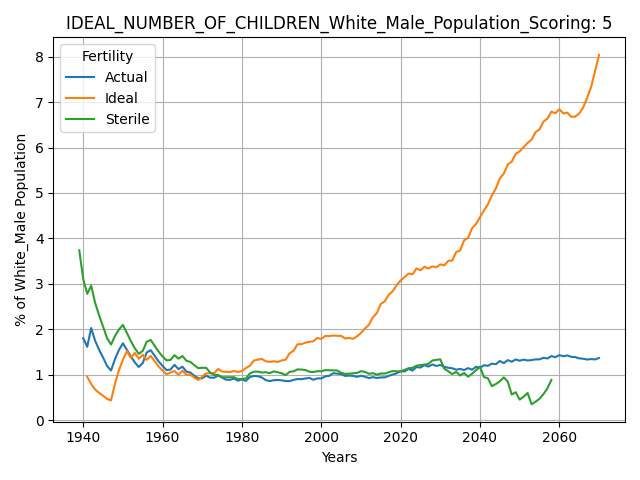 IDEAL_NUMBER_OF_CHILDREN_White_Male_Population_Scoring: 5
% of White_Male Population
8
7
6
5
4
3
2
1
0
Fertility
Actual
Ideal
Sterile
1940 1960 1980 2000 2020 2040 2060
Years